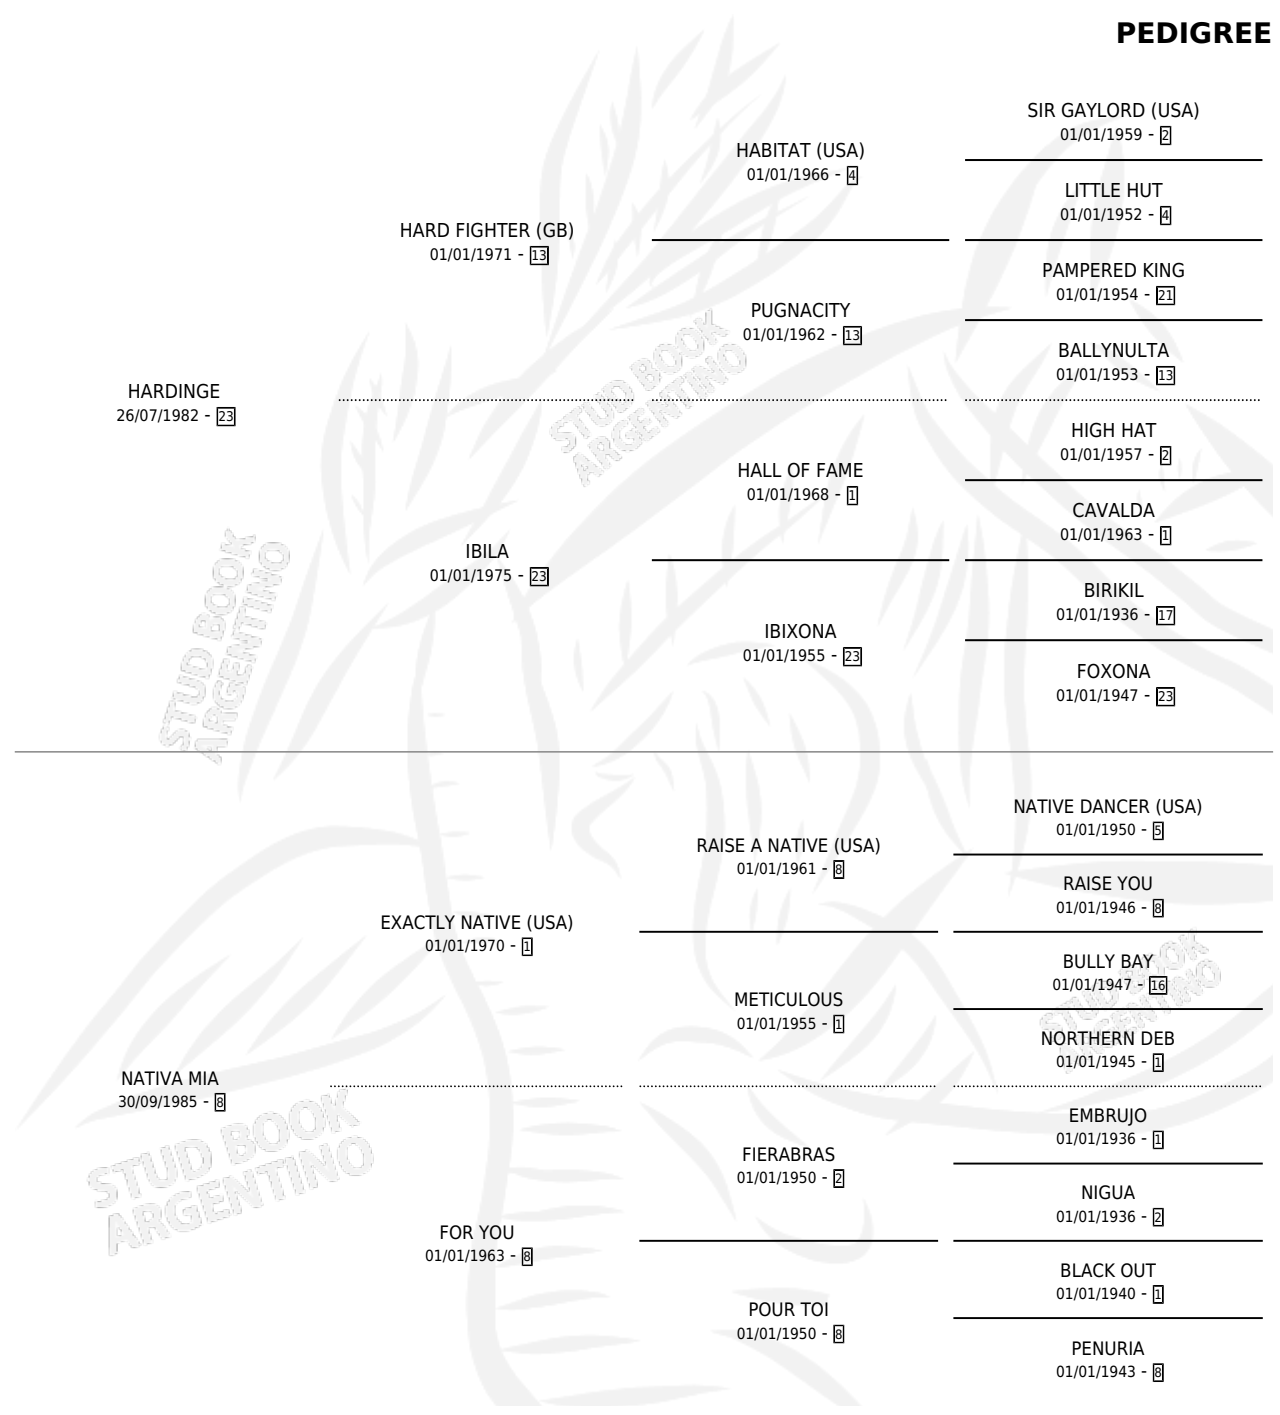 PEDIGREE
SIR GAYLORD (USA)
01/01/1959 - 2
HABITAT (USA)
01/01/1966 - 4
LITTLE HUT
01/01/1952 - 4
HARD FIGHTER (GB)
01/01/1971 - 13
PAMPERED KING
01/01/1954 - 21
PUGNACITY
01/01/1962 - 13
BALLYNULTA
01/01/1953 - 13
HARDINGE
26/07/1982 - 23
STUD BOOK
ARGENTINO
HIGH HAT
01/01/1957 - 2
HALL OF FAME
01/01/1968 - 1
CAVALDA
01/01/1963 - 1
IBILA
01/01/1975 - 23
BIRIKIL
01/01/1936 - 17
IBIXONA
01/01/1955 - 23
FOXONA
01/01/1947 - 23
STUD BOOK
ARGENTINO
NATIVE DANCER (USA)
01/01/1950 - 5
RAISE A NATIVE (USA)
01/01/1961 - 8
RAISE YOU
01/01/1946 - 8
EXACTLY NATIVE (USA)
01/01/1970 - 1
BULLY BAY
01/01/1947 - 16
METICULOUS
01/01/1955 - 1
STUD BOOK
ARGENTINO
NORTHERN DEB
01/01/1945 - 1
NATIVA MIA
30/09/1985 - 8
STUD BOOK
ARGENTINO
EMBRUJO
01/01/1936 - 1
FIERABRAS
01/01/1950 - 2
NIGUA
01/01/1936 - 2
FOR YOU
01/01/1963 - 8
BLACK OUT
01/01/1940 - 1
POUR TOI
01/01/1950 - 8
PENURIA
01/01/1943 - 8